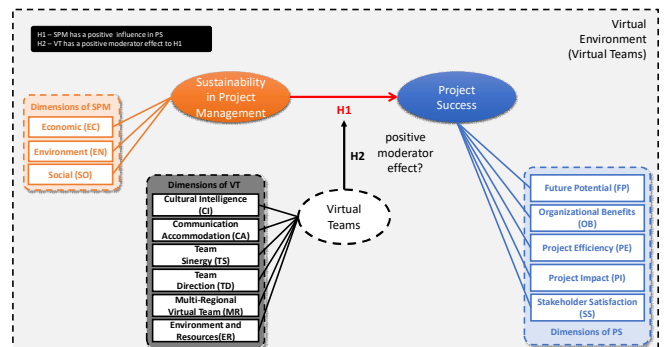 H1 – SPM has a positive influence in PS
H2 – VT has a positive moderator effect to H1
Virtual
Environment
(Virtual Teams)
Sustainability
in Project
Management
Project
Success
H1
H2
positive
moderator
effect?
Dimensions of SPM
Economic (EC)
Environment (EN)
Social (SO)
Dimensions of VT
Cultural Intelligence
(CI)
Communication
Accommodation (CA)
Team
Sinergy (TS)
Team
Direction (TD)
Multi-Regional
Virtual Team (MR)
Environment and
Resources(ER)
Virtual
Teams
Future Potential (FP)
Organizational Benefits
(OB)
Project Efficiency (PE)
Project Impact (PI)
Stakeholder Satisfaction
(SS)
Dimensions of PS